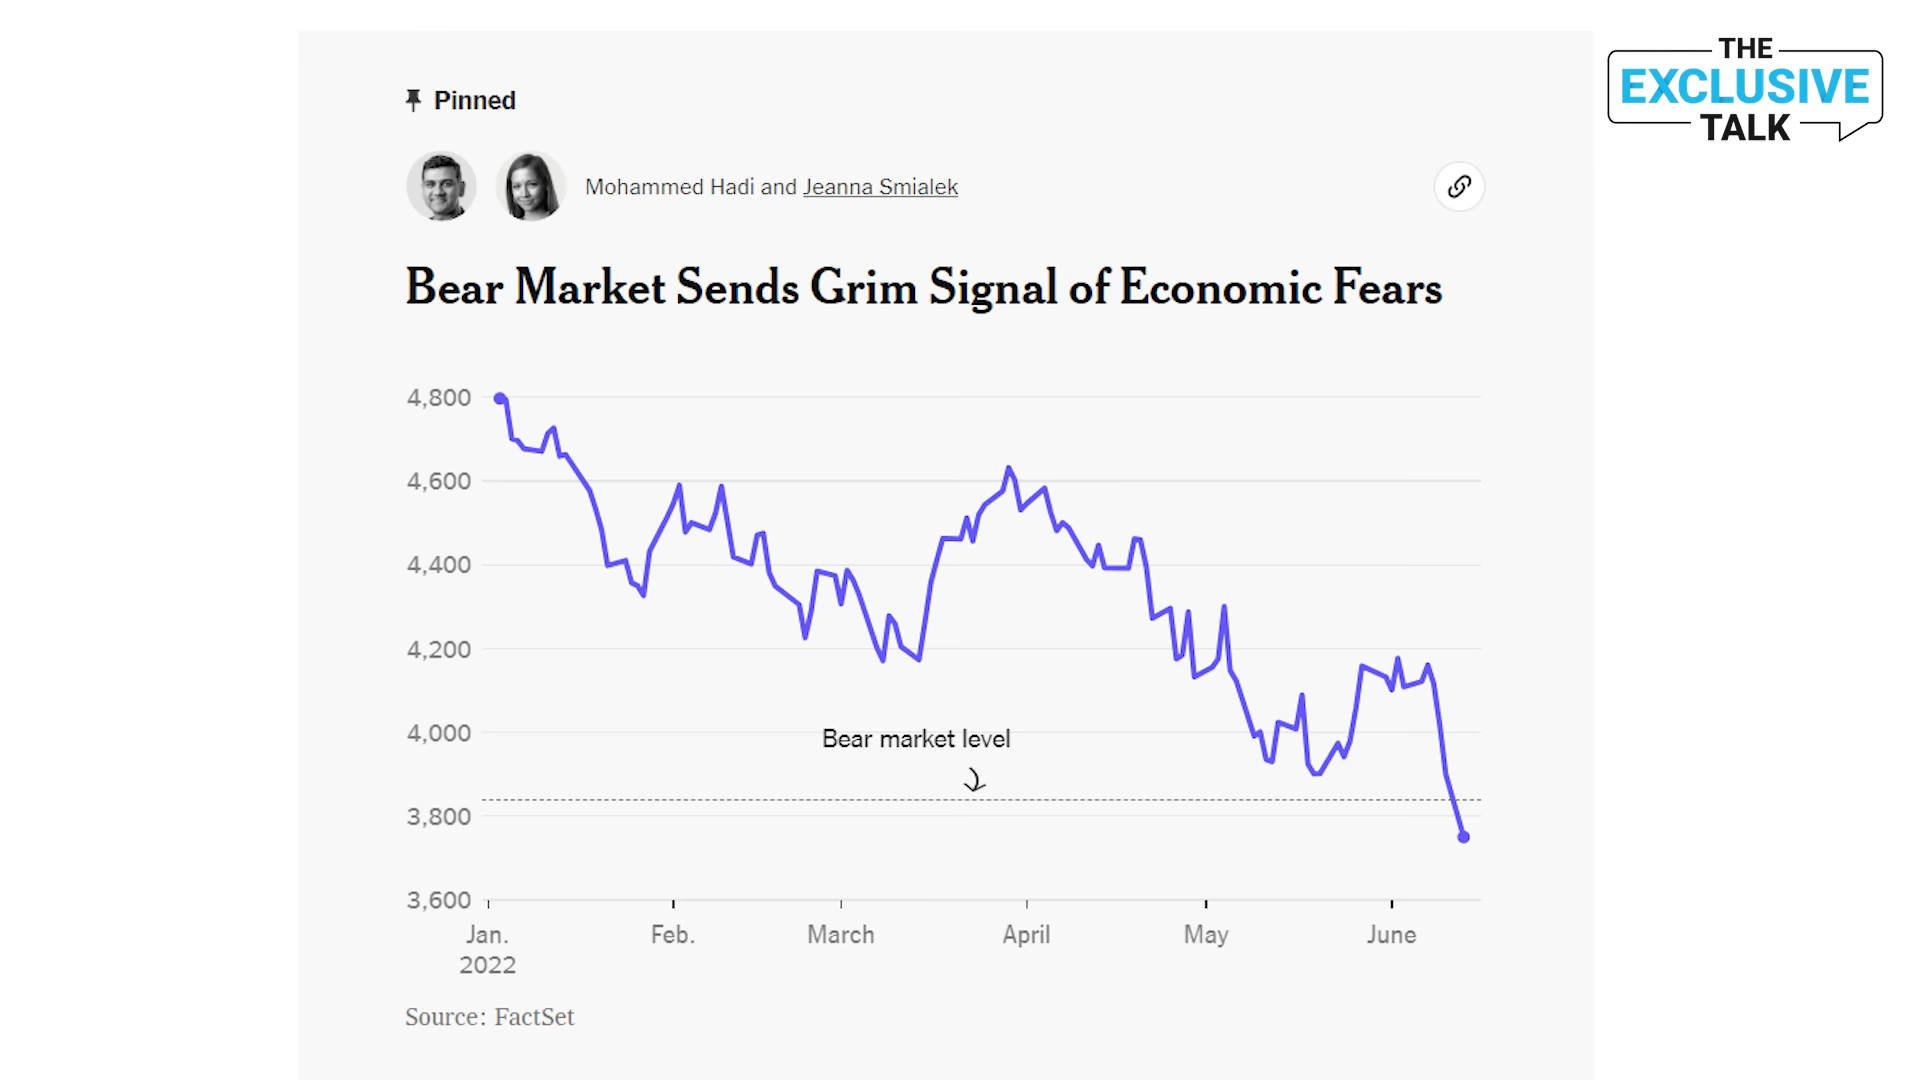 THE
EXCLUSIVE
TALK
Pinned
Mohammed Hadi and Jeanna Smialek
Bear Market Sends Grim Signal of Economic Fears
4,800
4,600
4,400
4,200
4,000
Bear market level
3,800
3,600
Jan. Feb. March April May June
2022
Source: FactSet